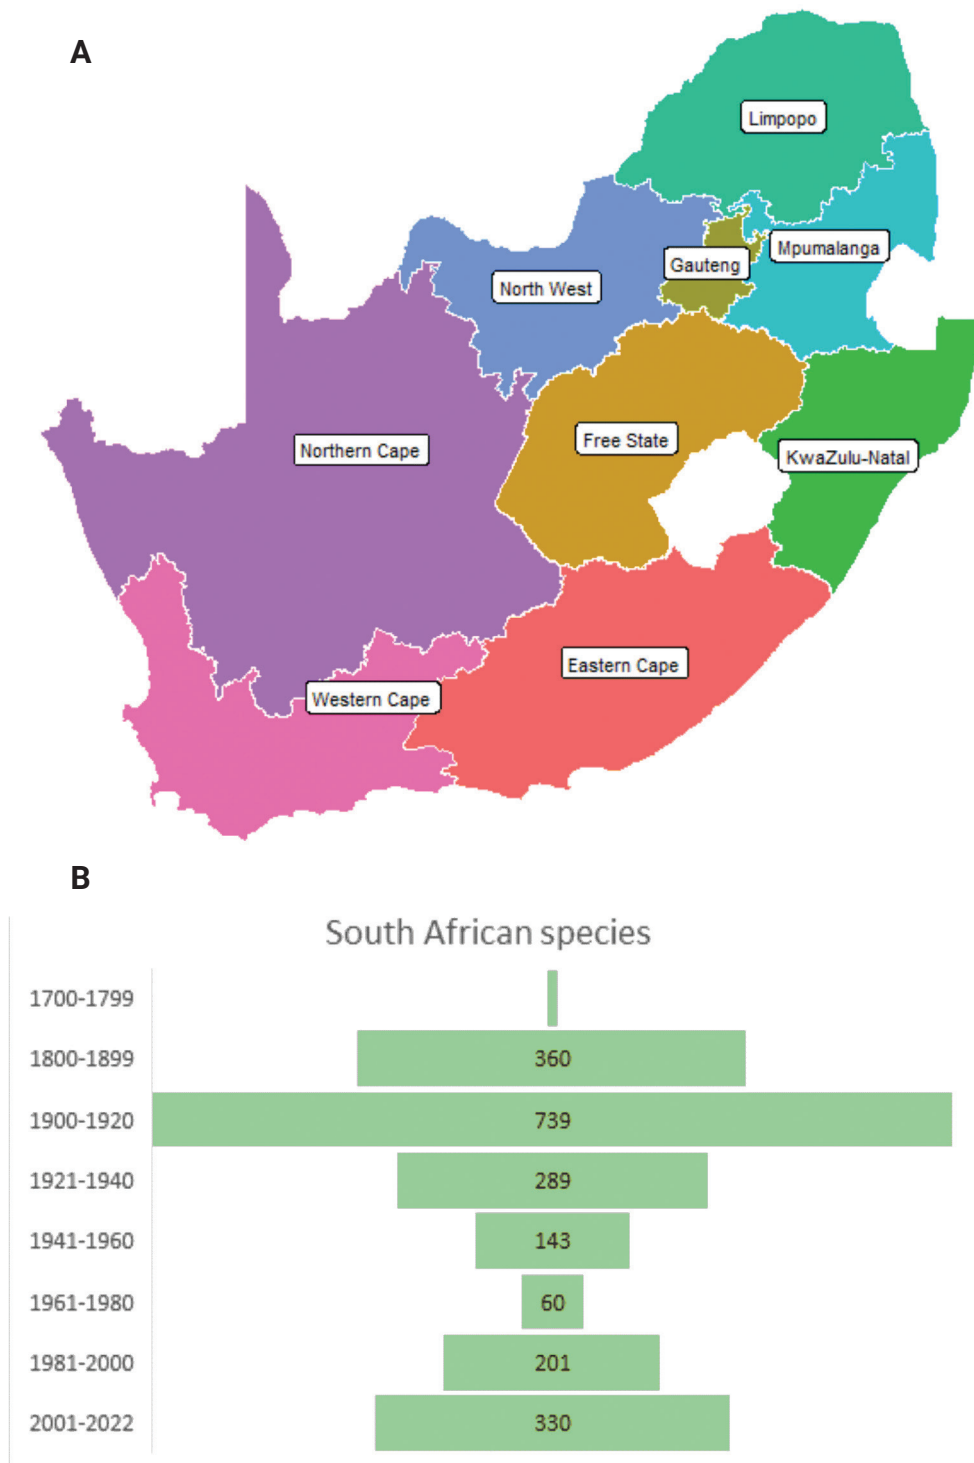 A
Limpopo
Mpumalanga
Gauteng
North West
Free State
Northern Cape
KwaZulu-Natal
Eastern Cape
Western Cape
B
South African species
1700-1799
1800-1899 360
1900-1920 739
1921-1940 289
1941-1960 143
1961-1980 60
1981-2000 201
2001-2022 330